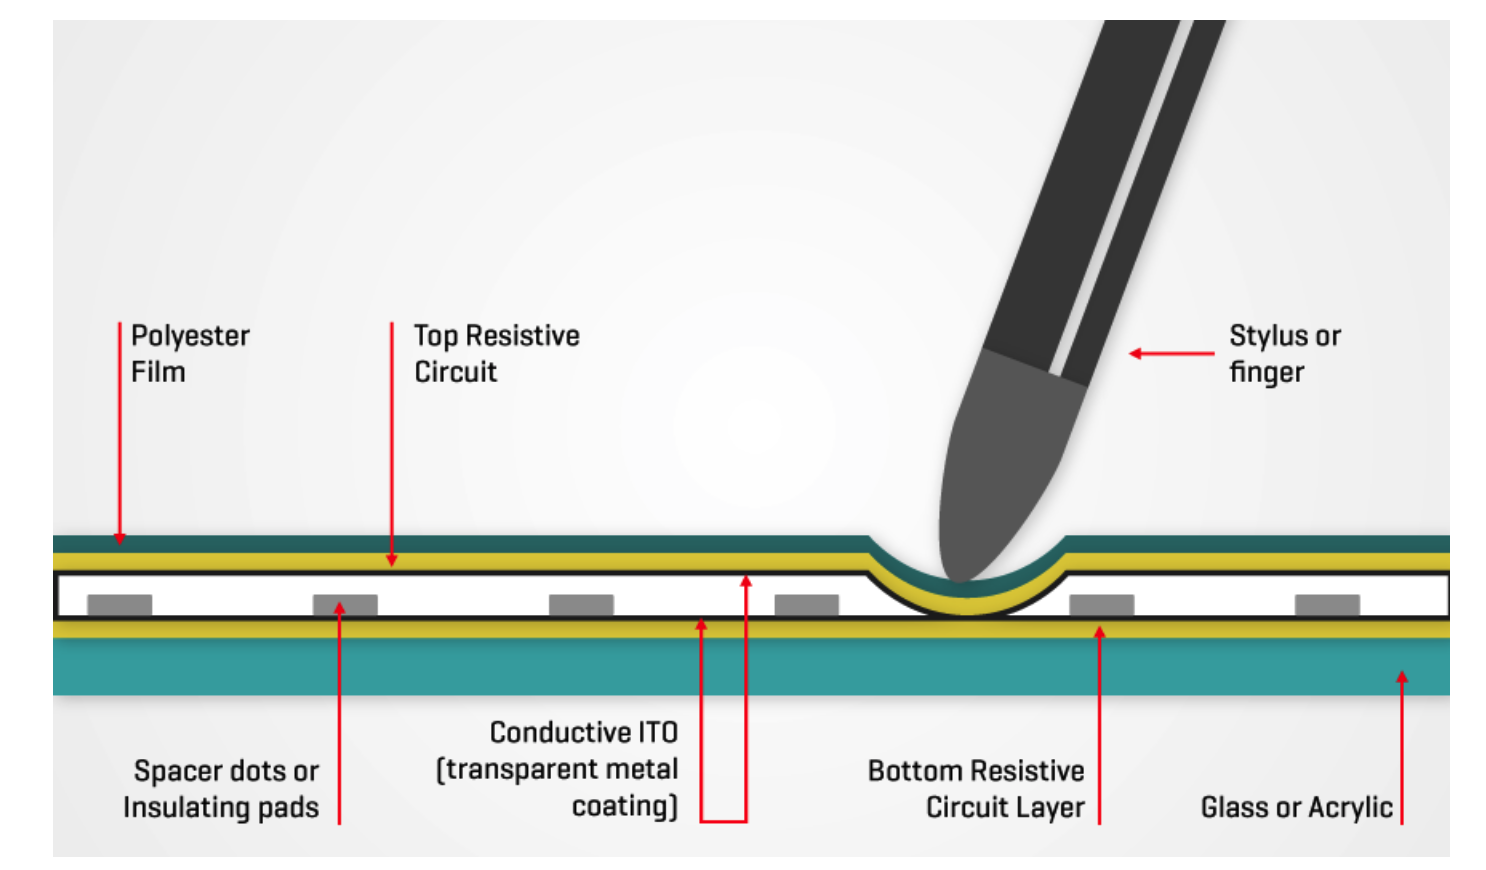 Polyester
Film
Top Resistive
Circuit
Stylus or
finger
Spacer dots or
Insulating pads
Conductive ITO
(transparent metal
coating)
Bottom Resistive
Circuit Layer
Glass or Acrylic